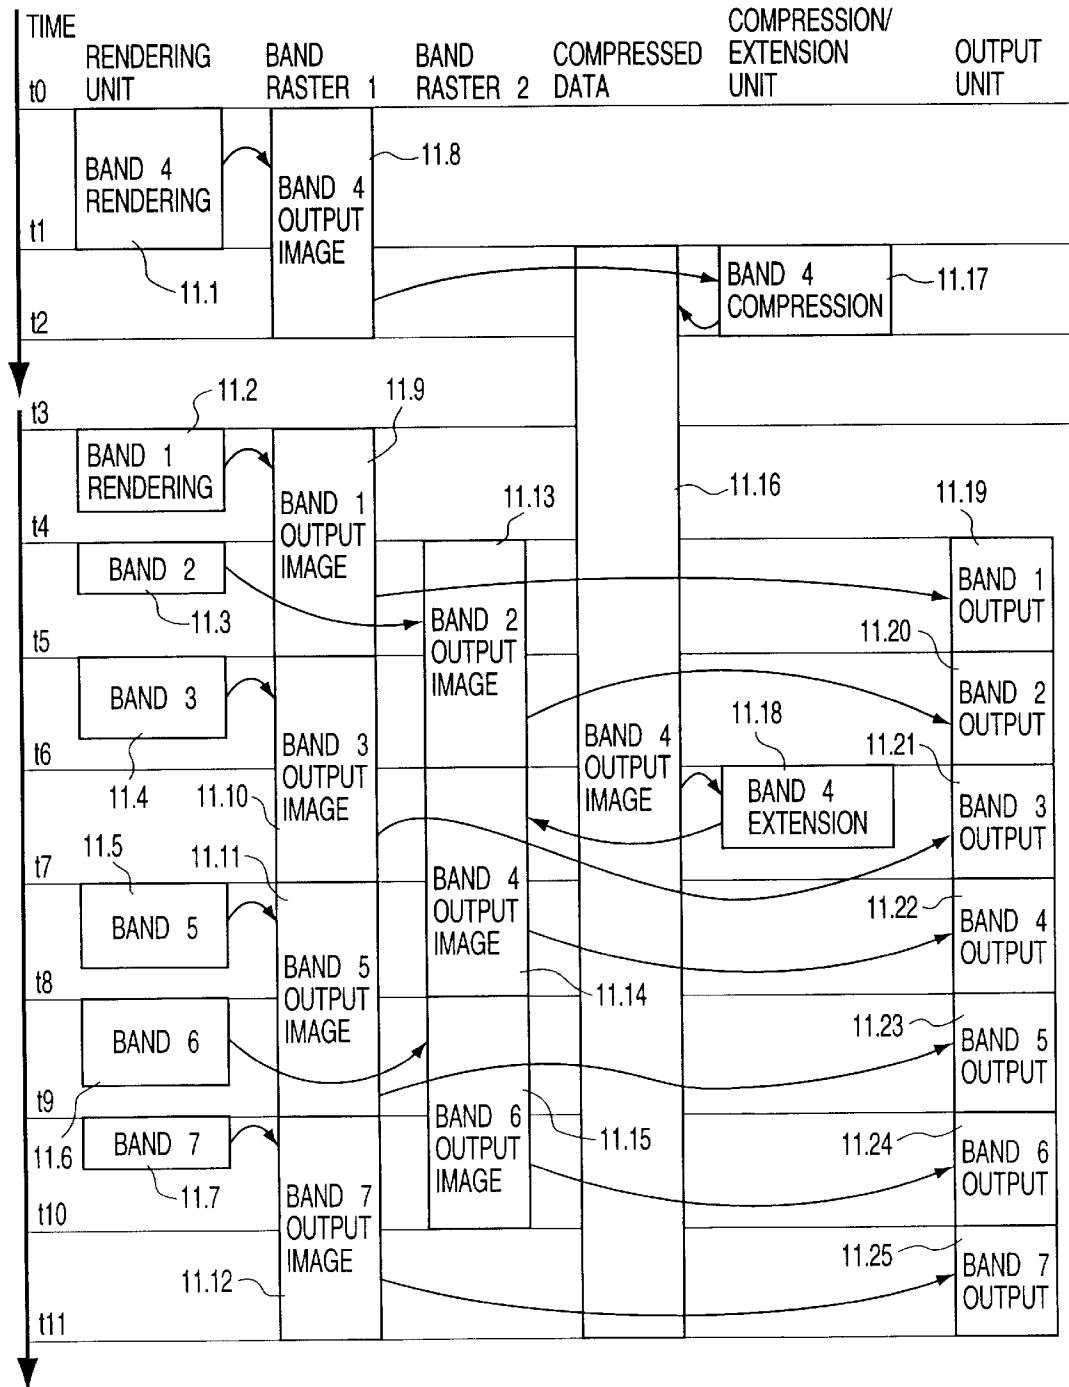 TIME
RENDERING
UNIT
BAND
RASTER 1
BAND
RASTER 2
COMPRESSED
DATA
COMPRESSION/
EXTENSION
UNIT
OUTPUT
UNIT
t0
BAND 4
RENDERING
11.1
BAND 4
OUTPUT
IMAGE
11.8
t1
BAND 4
COMPRESSION
11.17
t2
t3
11.2
11.9
BAND 1
RENDERING
BAND 1
OUTPUT
IMAGE
11.16
11.13
11.19
t4
BAND 2
11.3
BAND 2
OUTPUT
IMAGE
BAND 1
OUTPUT
11.20
t5
BAND 3
11.4
BAND 3
OUTPUT
IMAGE
11.10
BAND 4
OUTPUT
IMAGE
11.18
BAND 2
OUTPUT
11.21
t6
BAND 4
EXTENSION
BAND 3
OUTPUT
11.5
11.11
t7
BAND 5
BAND 5
OUTPUT
IMAGE
BAND 4
OUTPUT
IMAGE
11.14
11.22
BAND 4
OUTPUT
t8
BAND 6
11.6
11.23
BAND 5
OUTPUT
t9
BAND 7
11.7
BAND 7
OUTPUT
IMAGE
11.12
BAND 6
OUTPUT
IMAGE
11.15
11.24
BAND 6
OUTPUT
t10
11.25
BAND 7
OUTPUT
t11